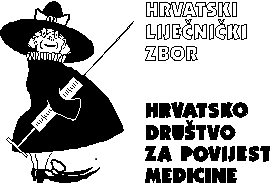 HRVATSKI
LIJEČNIČKI
ZBOR
HRVATSKO
DRUŠTVO
ZA POVIJEST
MEDICINE